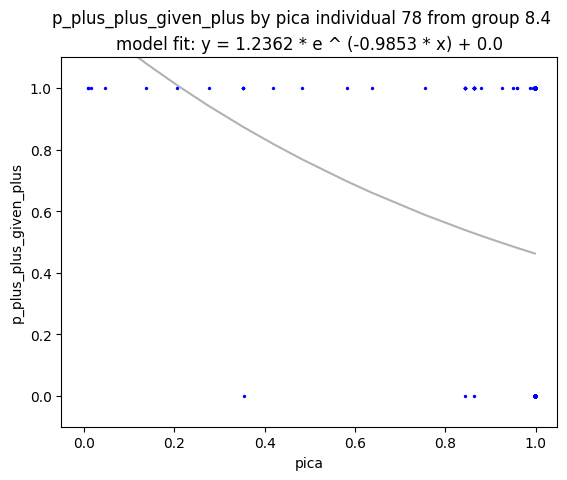 p_plus_plus_given_plus by pica individual 78 from group 8.4
model fit: y = 1.2362 * e ^ (-0.9853 * x) + 0.0
p_plus_plus_given_plus
1.0
0.8
0.6
0.4
0.2
0.0
0.0 0.2 0.4 0.6 0.8 1.0
pica